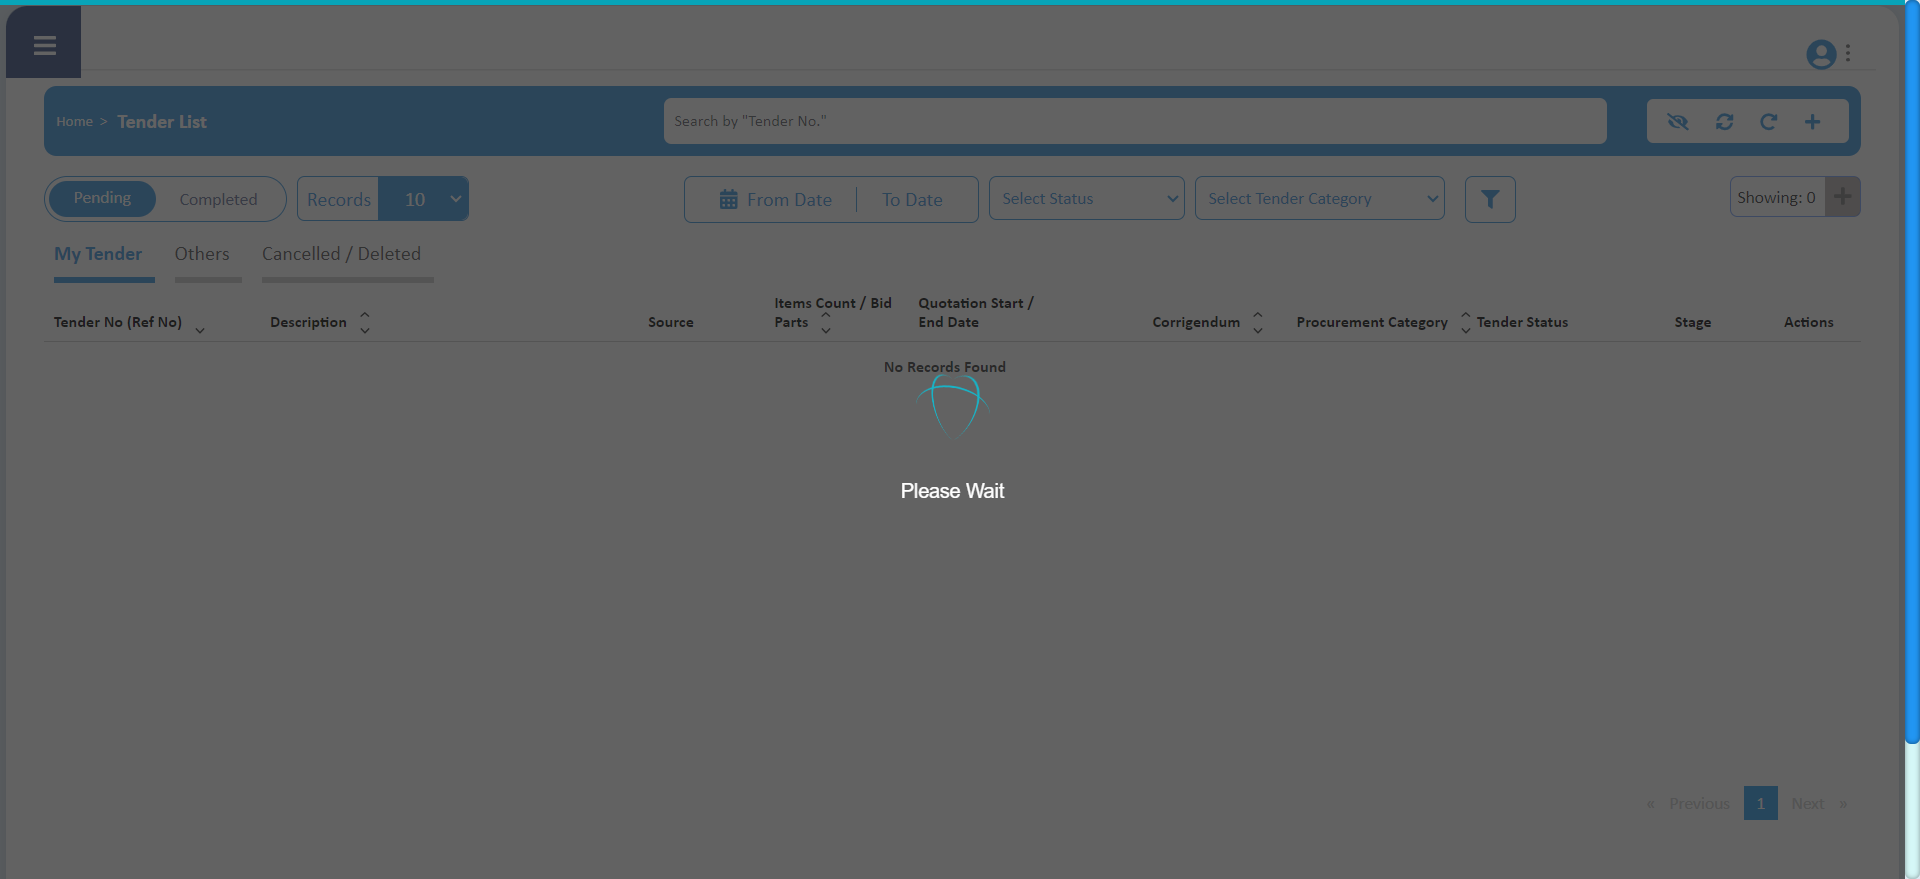 Home > Tender List
Search by "Tender No."
Pending
Completed
Records
10
From Date
To Date
Select Status
Select Tender Category
Showing: 0
My Tender
Others
Cancelled / Deleted
Tender No (Ref No)
Description
Source
Items Count / Bid
Parts
Quotation Start /
End Date
Corrigendum
Procurement Category
Tender Status
Stage
Actions
No Records Found
Please Wait
« Previous 1 Next »